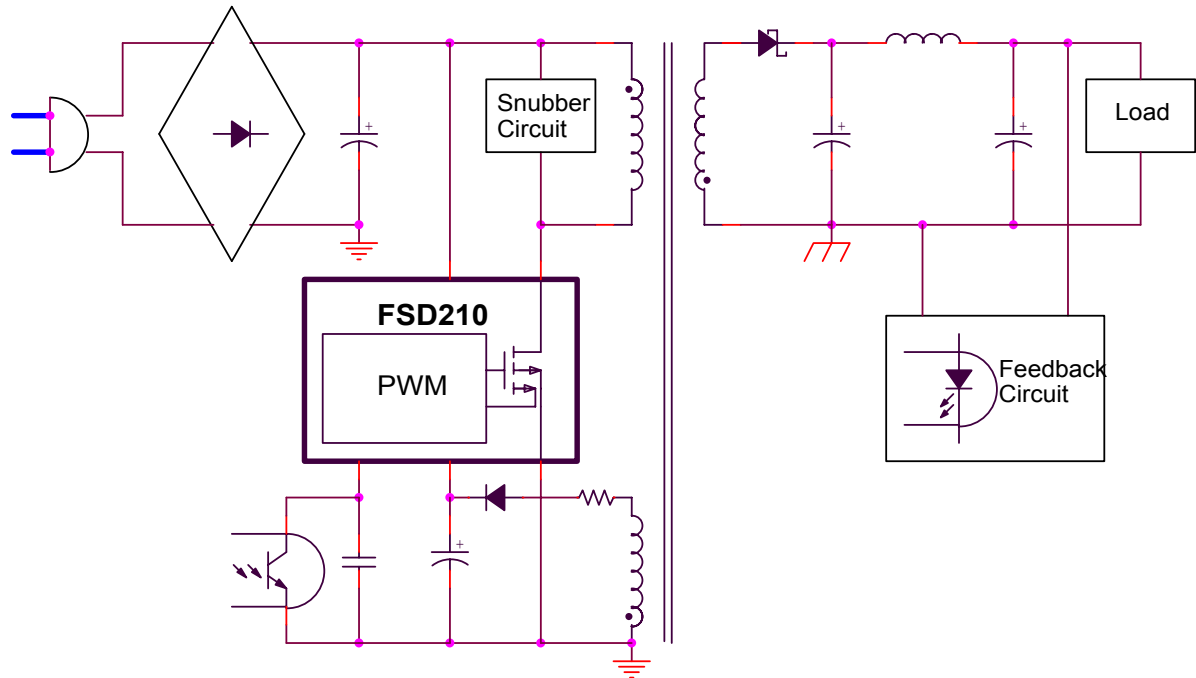 Snubber
Circuit
Load
FSD210
PWM
Feedback
Circuit
+
+
+
+